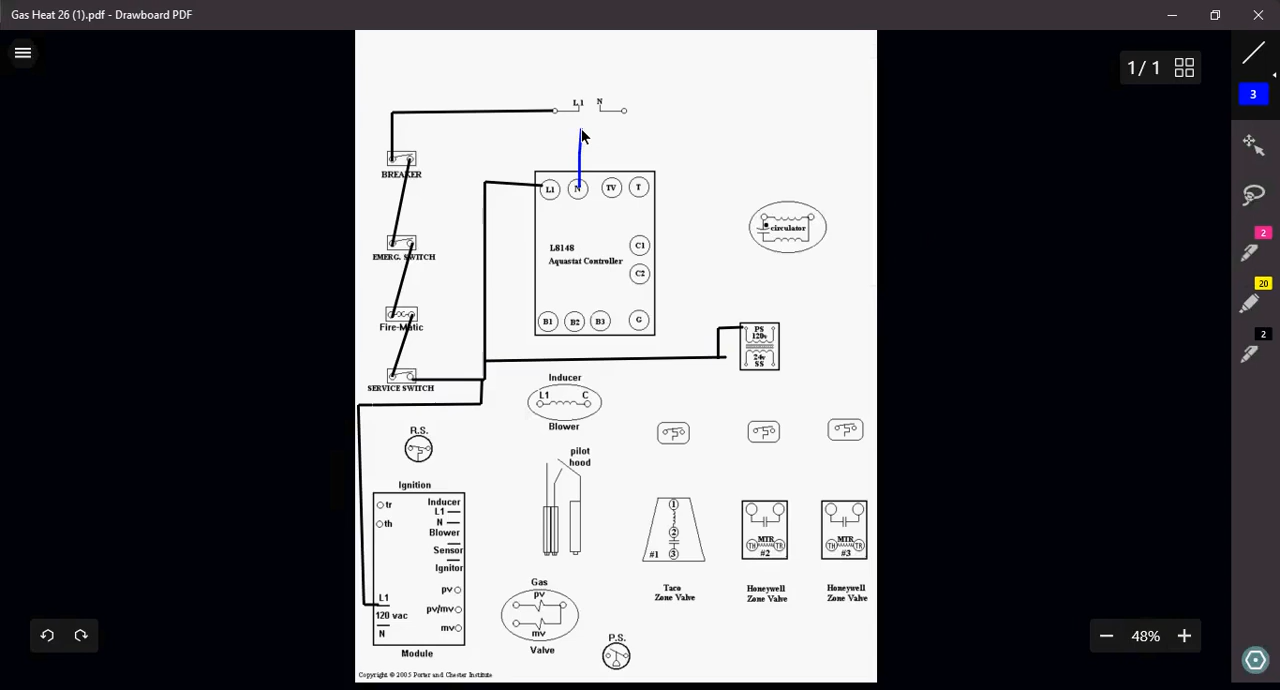 Gas Heat 26 (1).pdf - Drawboard PDF
1/ 1
3
2
20
2
L1 N
BREAKER
L1 N TV T
circulator
C1
EMERG. SWITCH
L8148
Aquastat Controller
C2
Fire-Matic
B1 B2 B3 G
PS
120v
24v
SS
SERVICE SWITCH
Inducer
L1 C
Blower
R.S.
pilot
hood
Ignition
tr
th
Inducer
L1
N
Blower
Sensor
Ignitor
pv
pv/mv
mv
L1
120 vac
N
Module
1
2
3
#1
Taco
Zone Valve
MTR
TH TR
#2
Honeywell
Zone Valve
MTR
TH TR
#3
Honeywell
Zone Valve
Gas
pv
mv
Valve
P.S.
48%
Copyright © 2005 Porter and Chester Institute